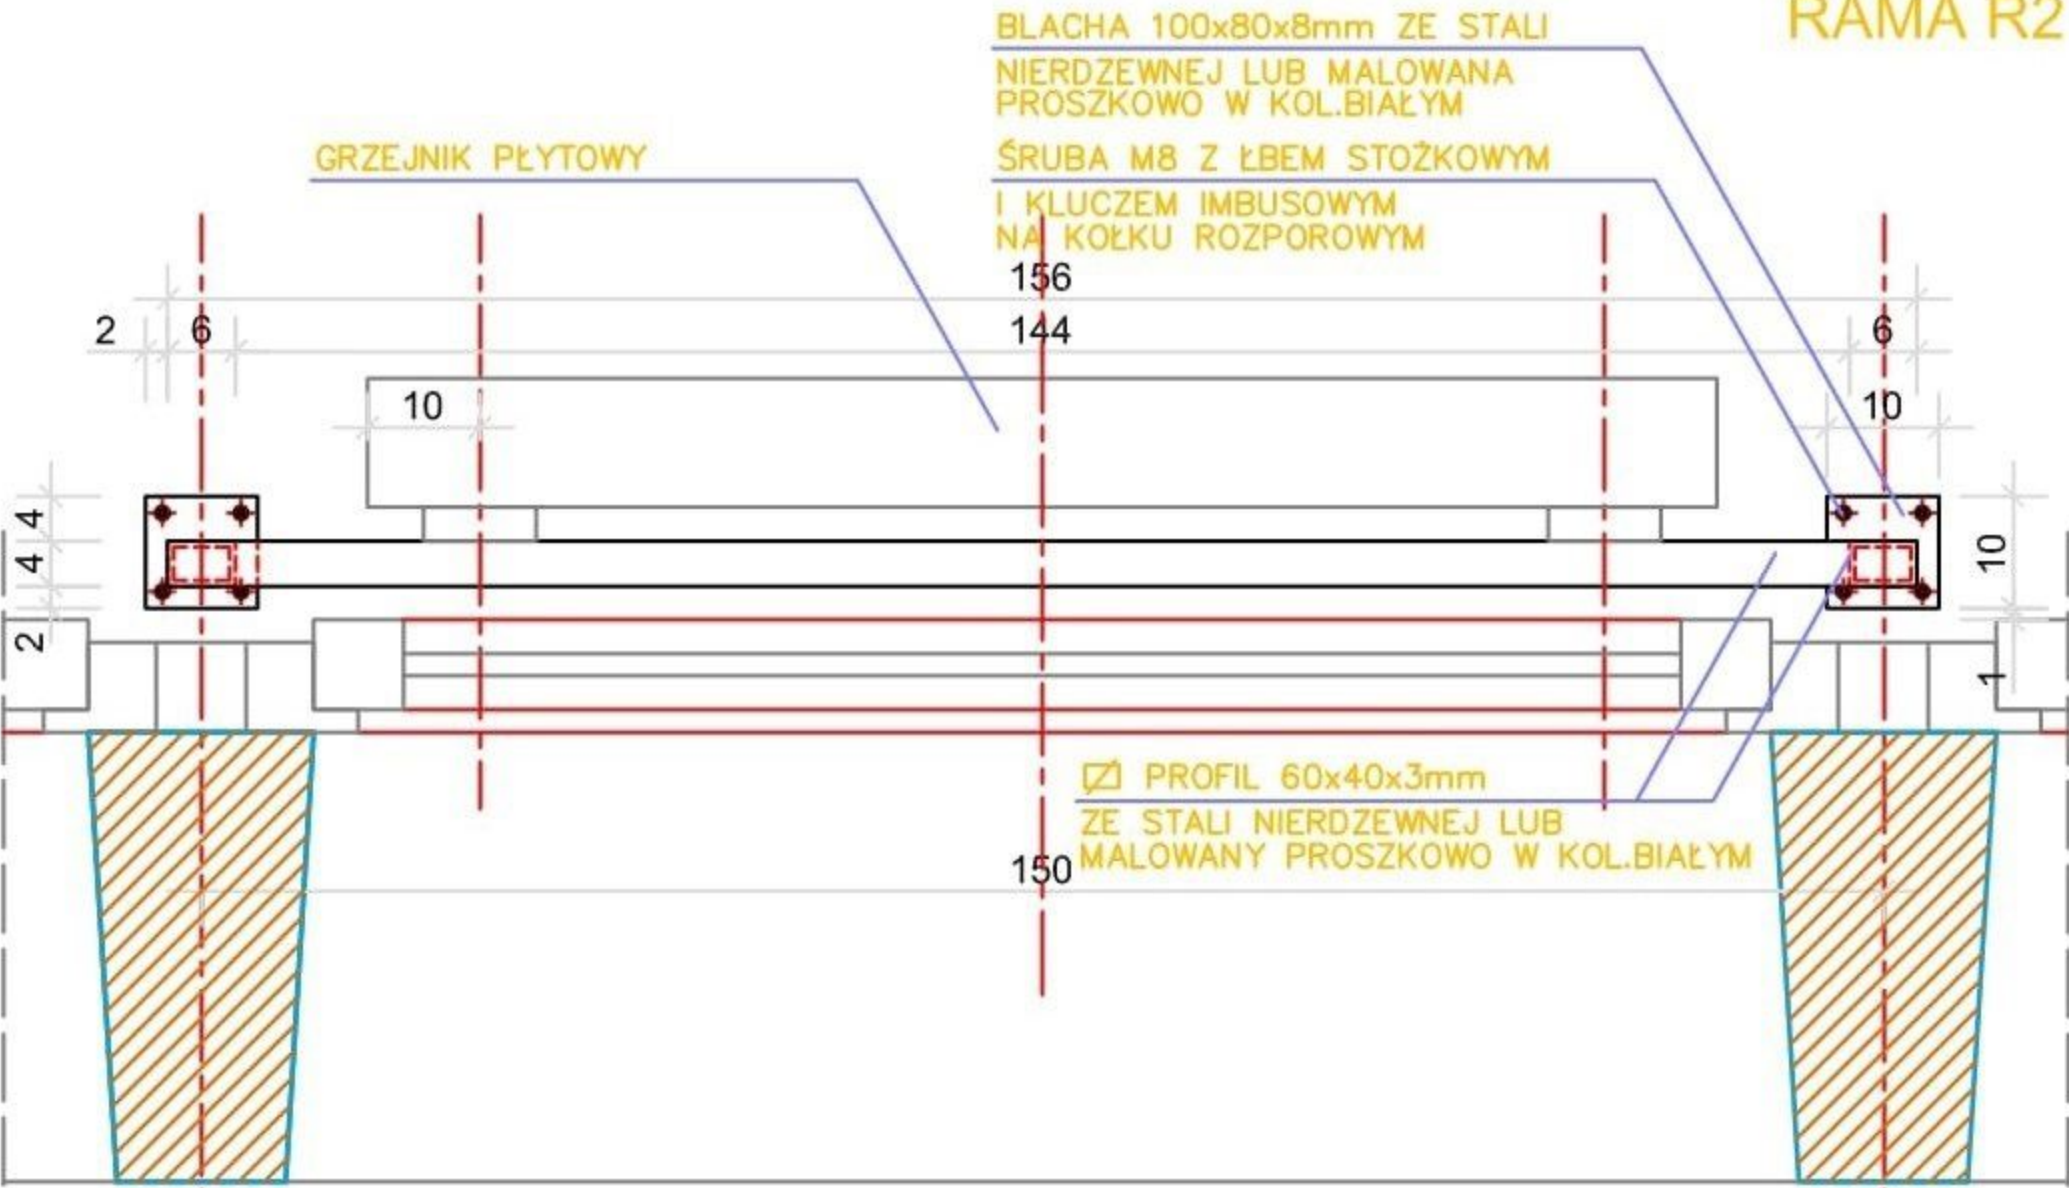 RAMA R2
BLACHA 100x80x8mm ZE STALI
NIERDZEWNEJ LUB MALOWANA
PROSZKOWO W KOL.BIAŁYM
GRZEJNIK PŁYTOWY
ŚRUBA M8 Z ŁBEM STOŻKOWYM
I KLUCZEM IMBUSOWYM
NA KOŁKU ROZPOROWYM
156
2 6 144 6
10 10
4
4
2
10
1
PROFIL 60x40x3mm
ZE STALI NIERDZEWNEJ LUB
MALOWANY PROSZKOWO W KOL.BIAŁYM
150